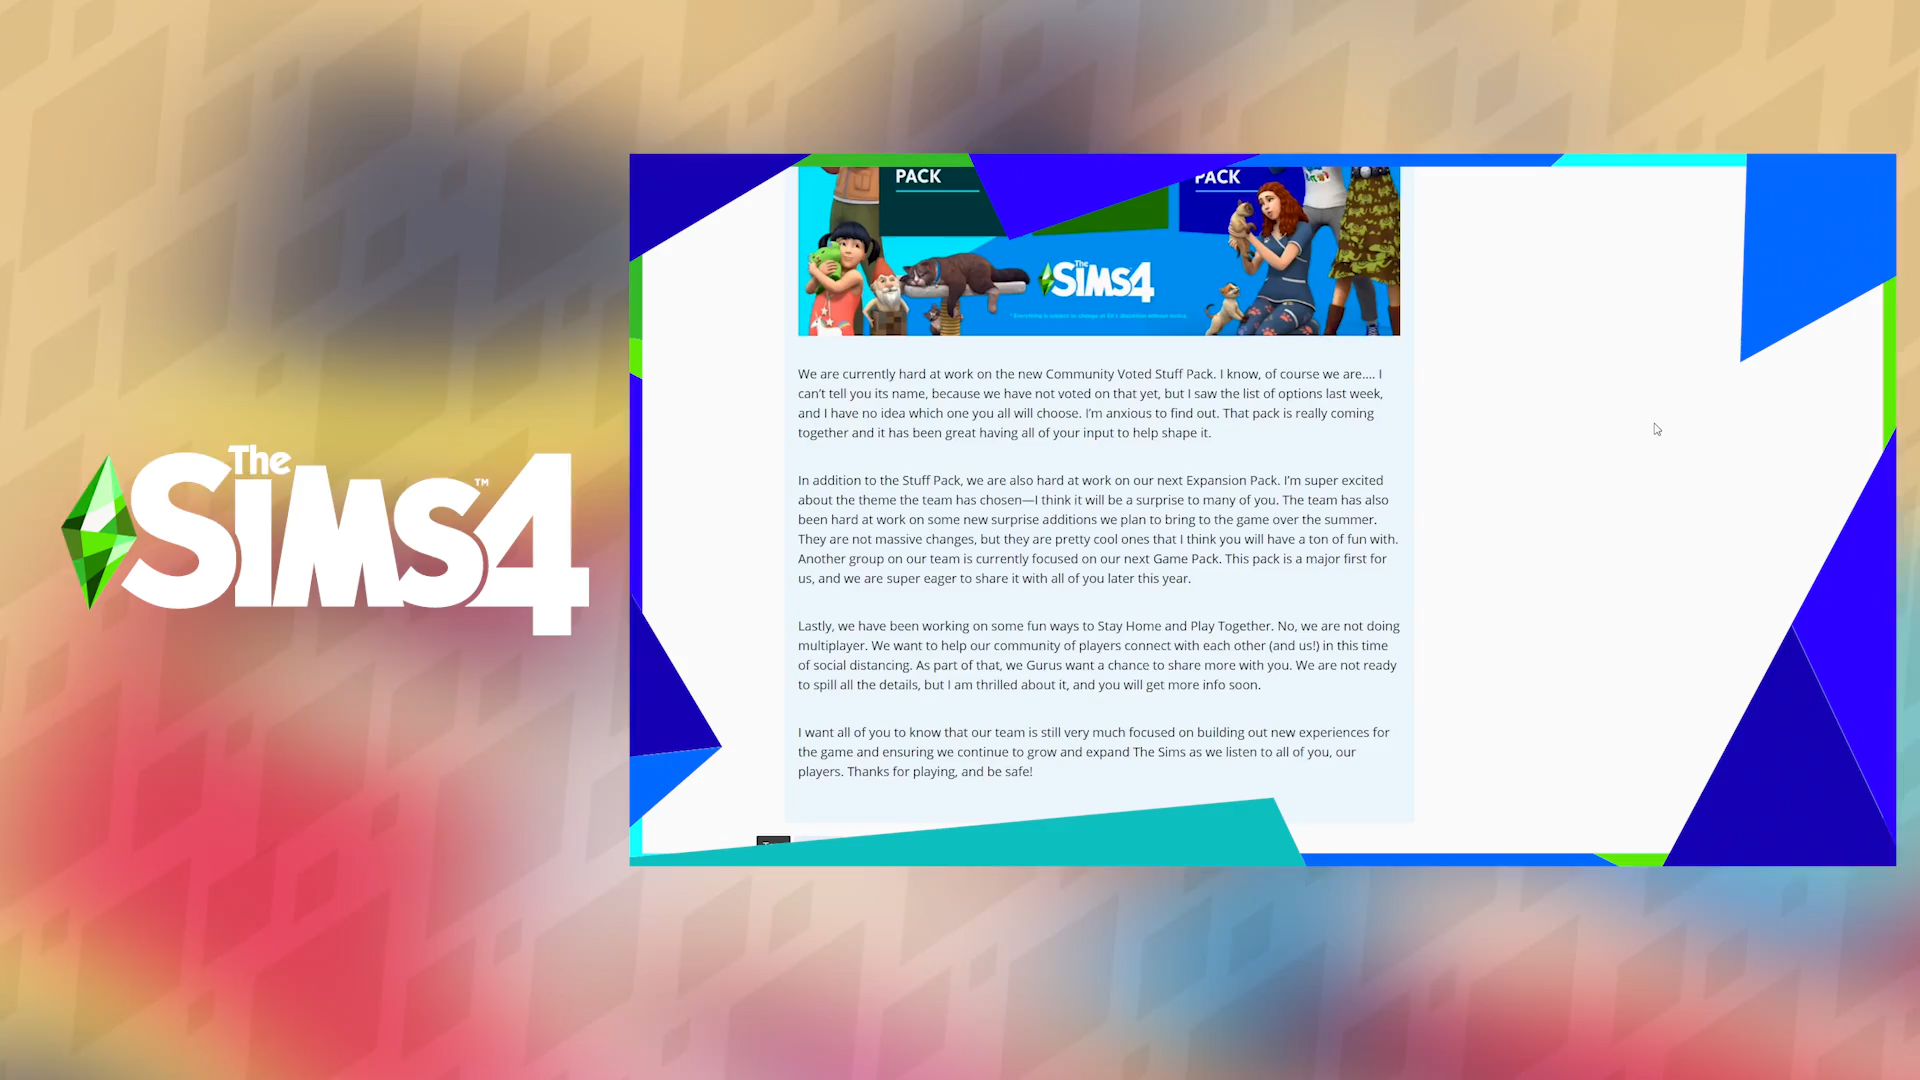 The
SIMS4
™
PACK
PACK
The
SIMS4
We are currently hard at work on the new Community Voted Stuff Pack. I know, of course we are.... I
can't tell you its name, because we have not voted on that yet, but I saw the list of options last week,
and I have no idea which one you all will choose. I'm anxious to find out. That pack is really coming
together and it has been great having all of your input to help shape it.
In addition to the Stuff Pack, we are also hard at work on our next Expansion Pack. I'm super excited
about the theme the team has chosen—I think it will be a surprise to many of you. The team has also
been hard at work on some new surprise additions we plan to bring to the game over the summer.
They are not massive changes, but they are pretty cool ones that I think you will have a ton of fun with.
Another group on our team is currently focused on our next Game Pack. This pack is a major first for
us, and we are super eager to share it with all of you later this year.
Lastly, we have been working on some fun ways to Stay Home and Play Together. No, we are not doing
multiplayer. We want to help our community of players connect with each other (and us!) in this time
of social distancing. As part of that, we Gurus want a chance to share more with you. We are not ready
to spill all the details, but I am thrilled about it, and you will get more info soon.
I want all of you to know that our team is still very much focused on building out new experiences for
the game and ensuring we continue to grow and expand The Sims as we listen to all of you, our
players. Thanks for playing, and be safe!